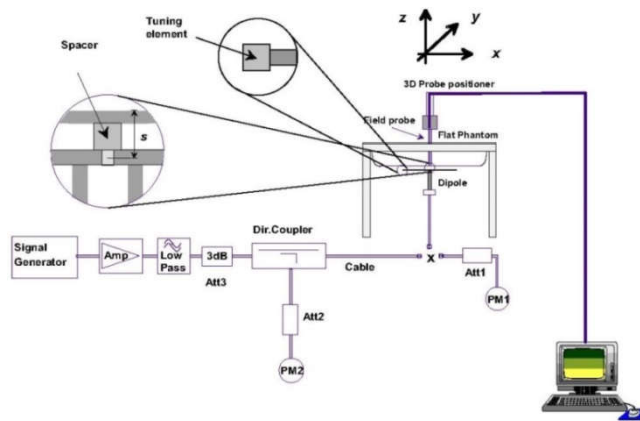 Tuning
element
Spacer
s
z
y
x
3D Probe positioner
Field probe
Flat Phantom
Dipole
Signal
Generator
Amp
Low
Pass
3dB
Att3
Dir.Coupler
Cable
x
Att1
PM1
Att2
PM2